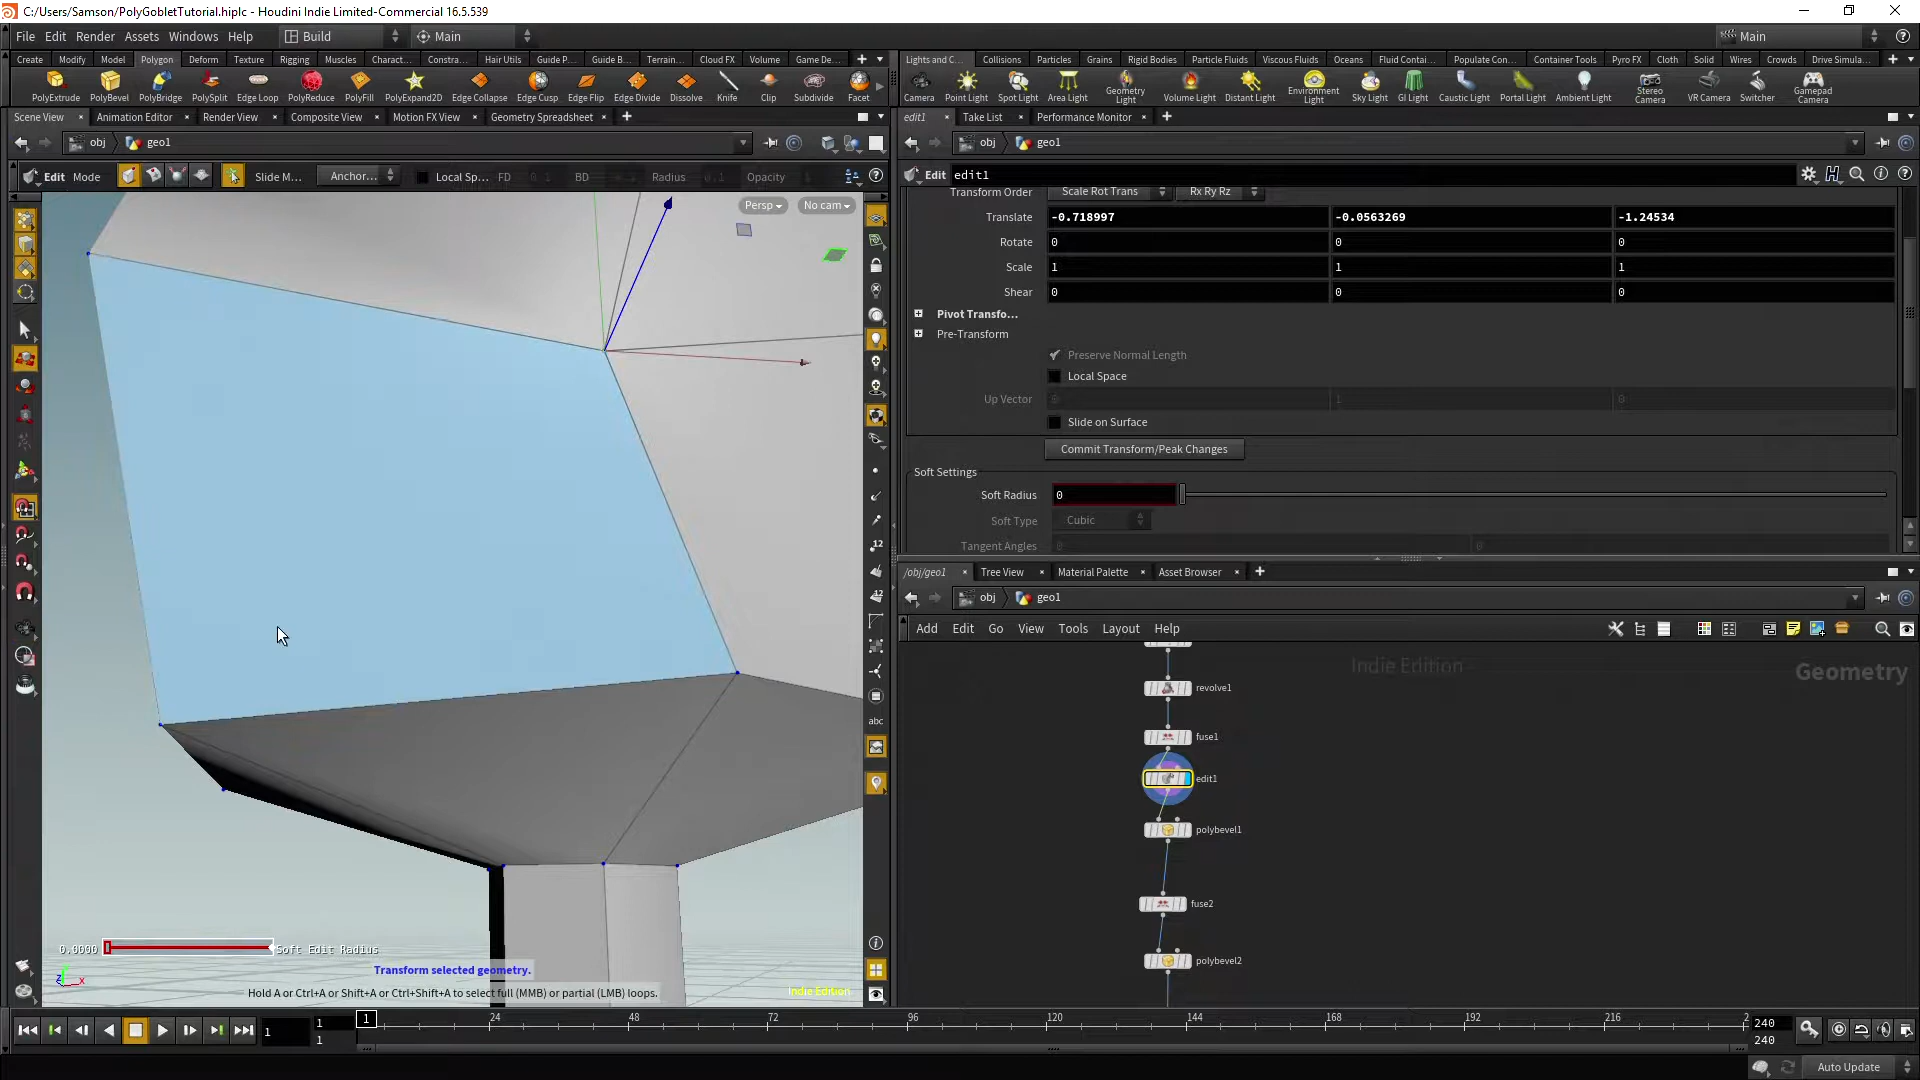 C:/Users/Samson/PolyGobletTutorial.hiplc - Houdini Indie Limited-Commercial 16.5.539
File Edit Render Assets Windows Help Build Main Main
Create Modify Model Polygon Deform Texture Rigging Muscles Charact... Constra... Hair Utils Guide P... Guide B... Terrain... Cloud FX Volume Game De...
PolyExtrude PolyBevel PolyBridge PolySplit Edge Loop PolyReduce PolyFill PolyExpand2D Edge Collapse Edge Cusp Edge Flip Edge Divide Dissolve Knife Clip Subdivide Facet
Lights and C... Collisions Particles Grains Rigid Bodies Particle Fluids Viscous Fluids Oceans Fluid Contai... Populate Con... Container Tools Pyro FX Cloth Solid Wires Crowds Drive Simula...
Camera Point Light Spot Light Area Light Geometry Light Volume Light Distant Light Environment Light Sky Light GI Light Caustic Light Portal Light Ambient Light Stereo Camera VR Camera Switcher Gamepad Camera
Scene View Animation Editor Render View Composite View Motion FX View Geometry Spreadsheet
obj geo1
Edit Mode Slide M... Anchor... Local Sp... FD 0.1 BD Radius 0.1 Opacity
Persp No cam
12
12
abc
0.0000 Soft Edit Radius
Transform selected geometry.
Hold A or Ctrl+A or Shift+A or Ctrl+Shift+A to select full (MMB) or partial (LMB) loops.
Indie Edition
z x
edit1 Take List Performance Monitor
obj geo1
Edit edit1
Transform Order Scale Rot Trans Rx Ry Rz
Translate -0.718997 -0.0563269 -1.24534
Rotate 0 0 0
Scale 1 1 1
Shear 0 0 0
Pivot Transfo...
Pre-Transform
Preserve Normal Length
Local Space
Up Vector 0 1 0
Slide on Surface
Commit Transform/Peak Changes
Soft Settings
Soft Radius 0
Soft Type Cubic
Tangent Angles 0 0
/obj/geo1 Tree View Material Palette Asset Browser
obj geo1
Add Edit Go View Tools Layout Help
Indie Edition Geometry
revolve1
fuse1
edit1
polybevel1
fuse2
polybevel2
1 1 1 1 24 48 72 96 120 144 168 192 216 2 240 240
Auto Update